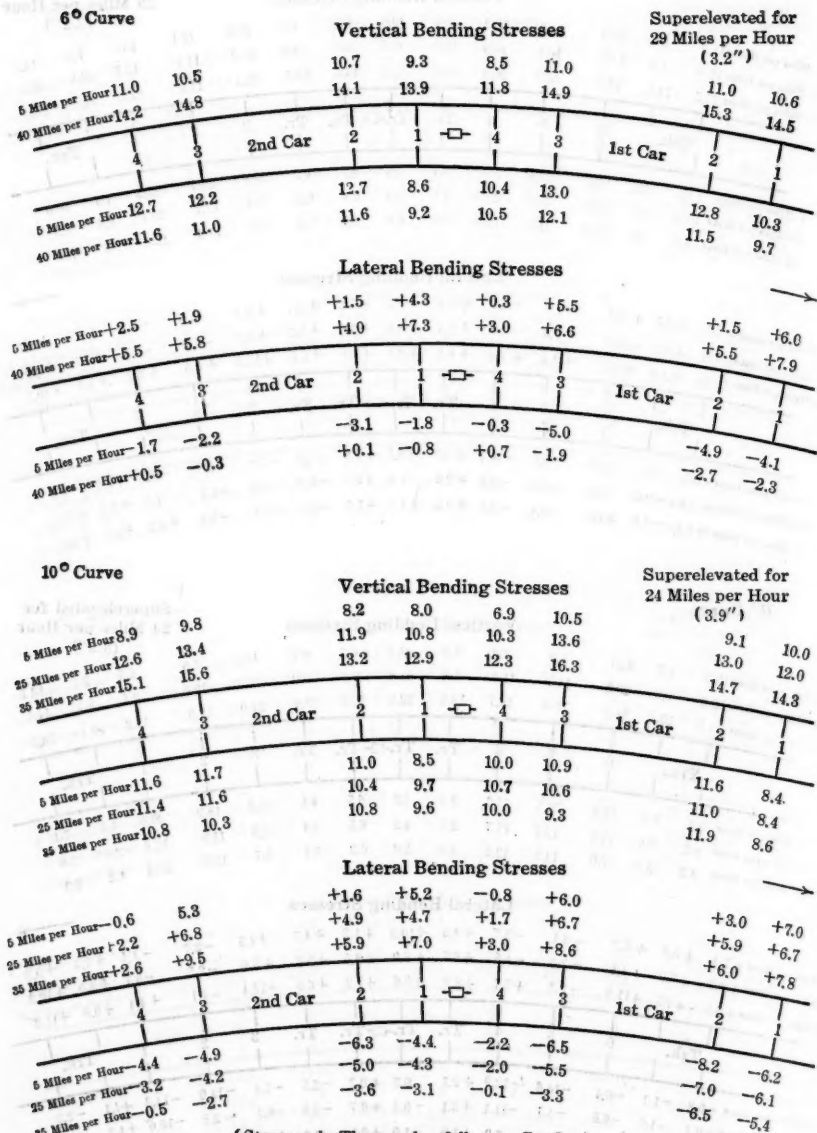 6° Curve
Vertical Bending Stresses
Superelevated for
29 Miles per Hour
(3.2")
5 Miles per Hour 11.0 10.5 10.7 9.3 8.5 11.0 11.0 10.6
40 Miles per Hour 14.2 14.8 14.1 13.9 11.8 14.9 15.3 14.5
4 3 2nd Car 2 1 4 3 1st Car 2 1
5 Miles per Hour 12.7 12.2 12.7 8.6 10.4 13.0 12.8 10.3
40 Miles per Hour 11.6 11.0 11.6 9.2 10.5 12.1 11.5 9.7
Lateral Bending Stresses
5 Miles per Hour +2.5 +1.9 +1.5 +4.3 +0.3 +5.5 +1.5 +6.0
40 Miles per Hour +5.5 +5.8 +4.0 +7.3 +3.0 +6.6 +5.5 +7.9
4 3 2nd Car 2 1 4 3 1st Car 2 1
5 Miles per Hour -1.7 -2.2 -3.1 -1.8 -0.3 -5.0 -4.9 -4.1
40 Miles per Hour +0.5 -0.3 +0.1 -0.8 +0.7 -1.9 -2.7 -2.3
10° Curve
Vertical Bending Stresses
Superelevated for
24 Miles per Hour
(3.9")
5 Miles per Hour 8.9 9.8 8.2 8.0 6.9 10.5 9.1 10.0
25 Miles per Hour 12.6 13.4 11.9 10.8 10.3 13.6 13.0 12.0
35 Miles per Hour 15.1 15.6 13.2 12.9 12.3 16.3 14.7 14.3
4 3 2nd Car 2 1 4 3 1st Car 2 1
5 Miles per Hour 11.6 11.7 11.0 8.5 10.0 10.9 11.6 8.4
25 Miles per Hour 11.4 11.6 10.4 9.7 10.7 10.6 11.0 8.4
35 Miles per Hour 10.8 10.3 10.8 9.6 10.0 9.3 11.9 8.6
Lateral Bending Stresses
5 Miles per Hour -0.6 5.3 +1.6 +5.2 -0.8 +6.0 +3.0 +7.0
25 Miles per Hour +2.2 +6.8 +4.9 +4.7 +1.7 +6.7 +5.9 +6.7
35 Miles per Hour +2.6 +9.5 +5.9 +7.0 +3.0 +8.6 +6.0 +7.8
4 3 2nd Car 2 1 4 3 1st Car 2 1
5 Miles per Hour -4.4 -4.9 -6.3 -4.4 -2.2 -6.5 -8.2 -6.2
25 Miles per Hour -3.2 -4.2 -5.0 -4.3 -2.0 -5.5 -7.0 -6.1
35 Miles per Hour -0.5 -2.7 -3.6 -3.1 -0.1 -3.3 -6.5 -5.4